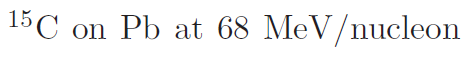 ¹⁵C on Pb at 68 MeV/nucleon